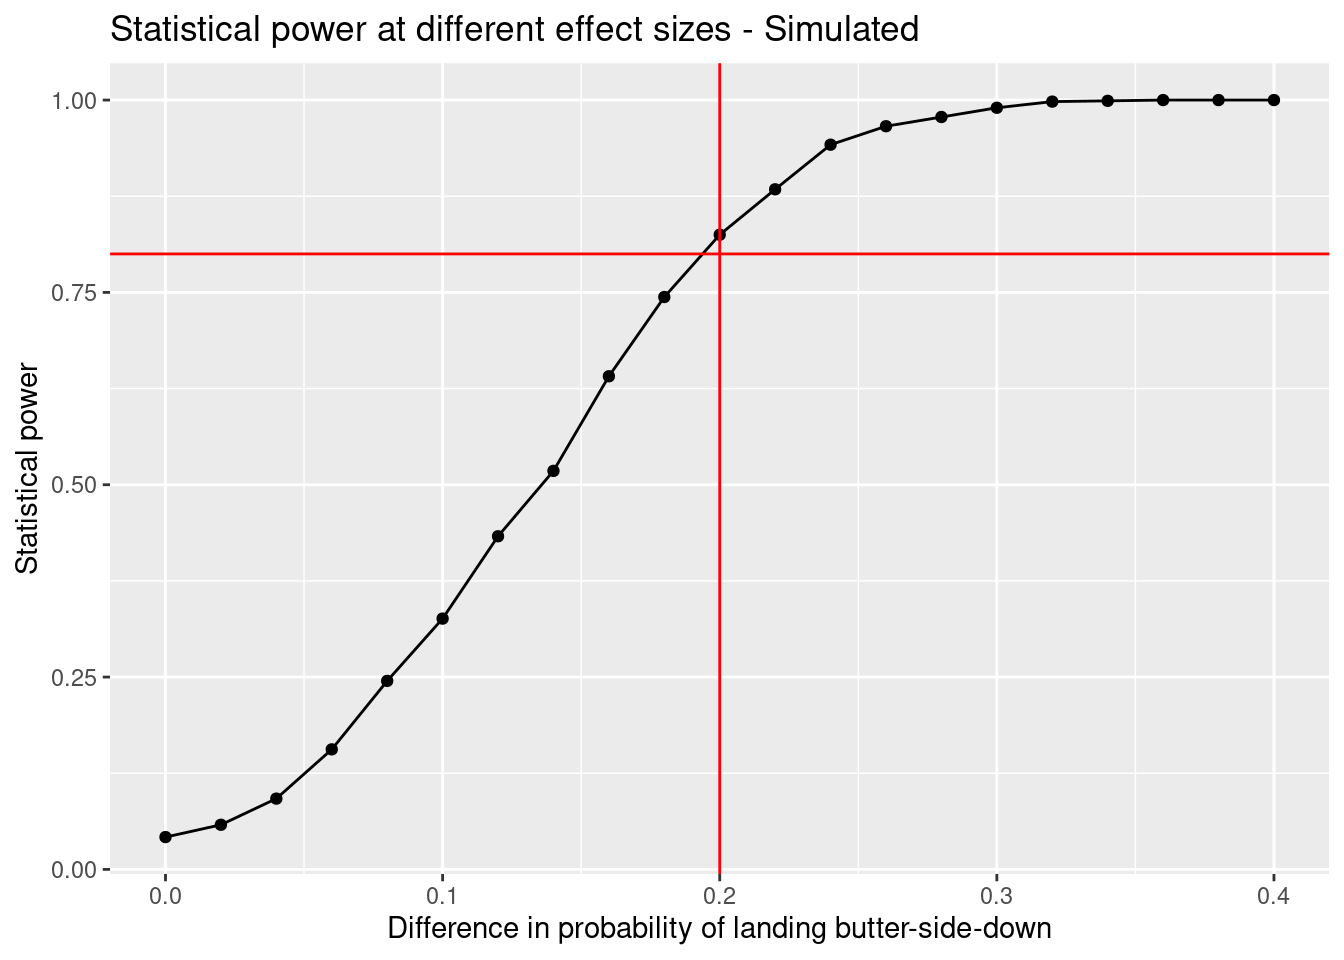 Statistical power at different effect sizes - Simulated
1.00
0.75
0.50
0.25
0.00
Statistical power
0.0 0.1 0.2 0.3 0.4
Difference in probability of landing butter-side-down